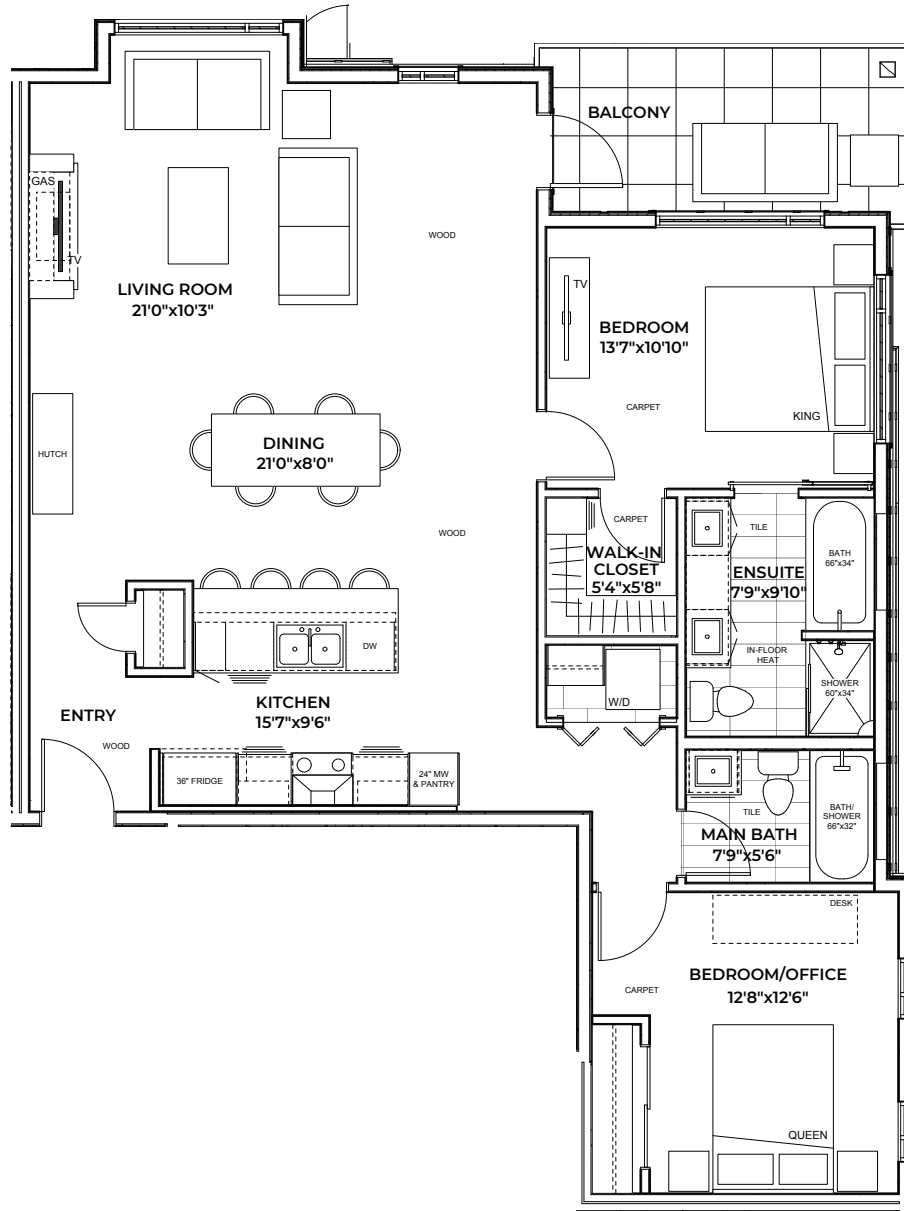 BALCONY
GAS
TV
WOOD
LIVING ROOM
21'0"x10'3"
TV
BEDROOM
13'7"x10'10"
CARPET
KING
HUTCH
DINING
21'0"x8'0"
WOOD
CARPET
WALK-IN
CLOSET
5'4"x5'8"
TILE
ENSUITE
7'9"x9'10"
BATH
66"x34"
IN-FLOOR
HEAT
SHOWER
60"x34"
DW
W/D
KITCHEN
15'7"x9'6"
ENTRY
WOOD
36" FRIDGE
24" MW
& PANTRY
TILE
MAIN BATH
7'9"x5'6"
BATH/
SHOWER
66"x32"
DESK
BEDROOM/OFFICE
12'8"x12'6"
CARPET
QUEEN